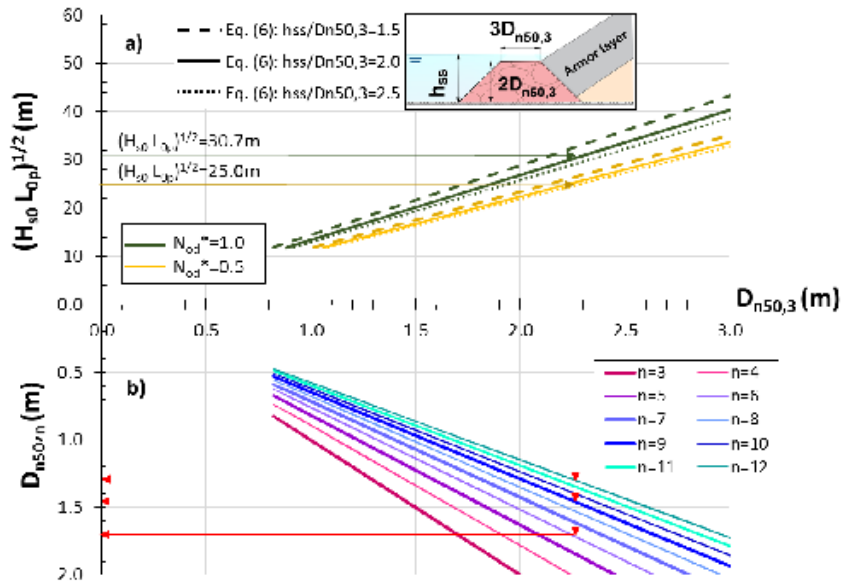 a)
Eq. (6): hss/Dn50,3=1.5
Eq. (6): hss/Dn50,3=2.0
Eq. (6): hss/Dn50,3=2.5
3Dn50,3
hss
2Dn50,3
Armor layer
(Hs0 L0p)1/2 (m)
60
50
40
30
20
10
0.0
(Hs0 L0p)1/2=30.7m
(Hs0 L0p)1/2=25.0m
Nod*=1.0
Nod*=0.5
Dn50,3 (m)
0.0
0.5
1.0
1.5
2.0
2.5
3.0
b)
Dn50,n (m)
0.5
1.0
1.5
2.0
n=3
n=4
n=5
n=6
n=7
n=8
n=9
n=10
n=11
n=12